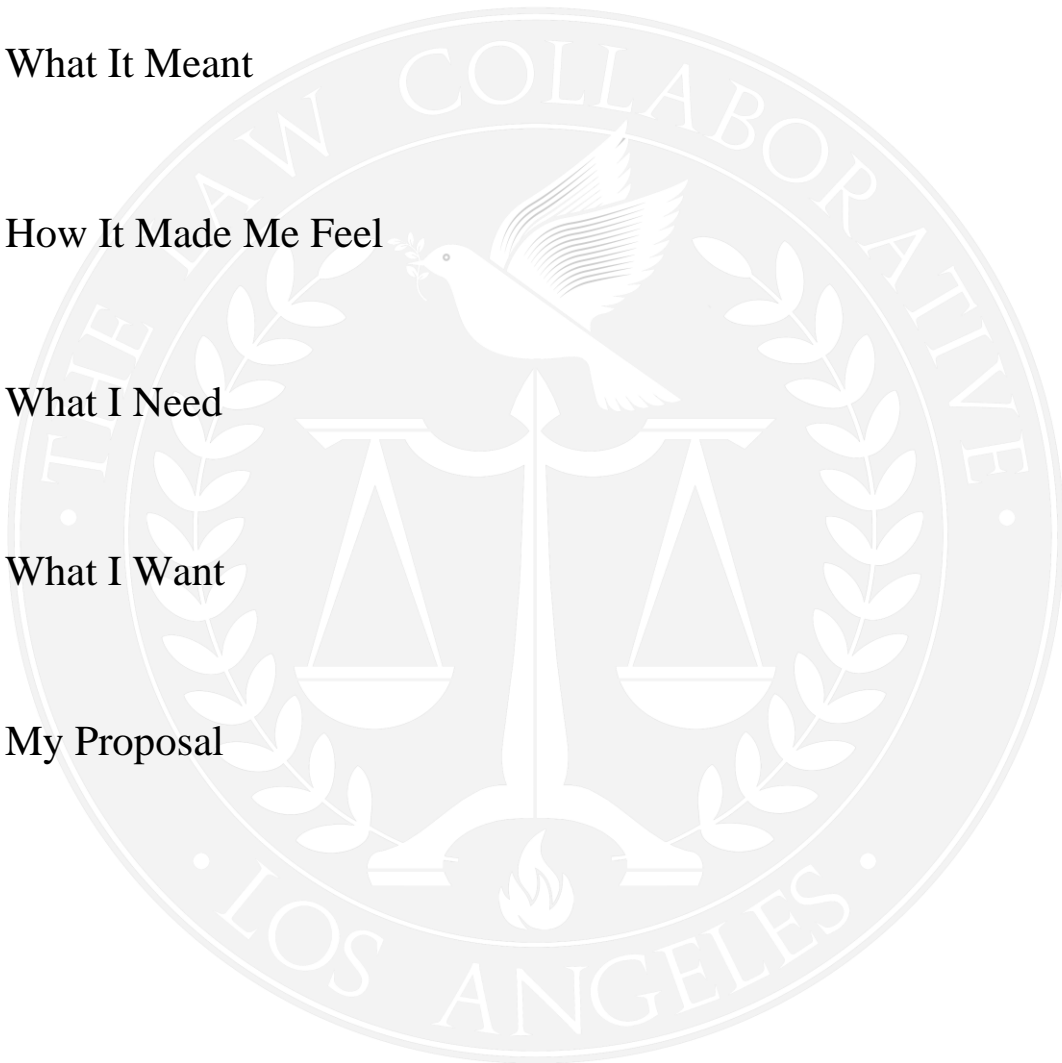 What It Meant
How It Made Me Feel
What I Need
What I Want
My Proposal
THE LAW COLLABORATIVE
LOS ANGELES